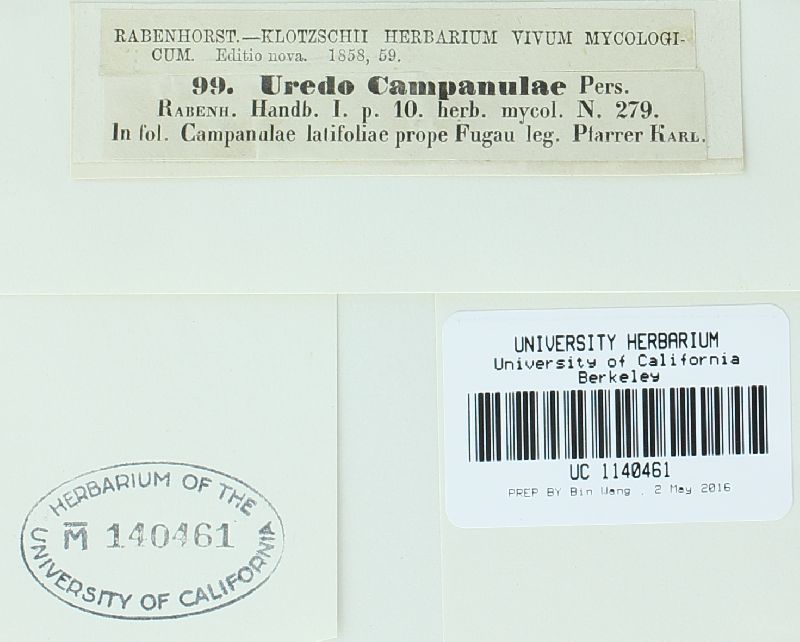 RABENHORST.—KLOTZSCHII HERBARIUM VIVUM MYCOLOGI-
CUM. Editio nova. 1858, 59.
99. Uredo Campanulae Pers.
RABENH. Handb. I. p. 10. herb. mycol. N. 279.
In fol. Campanulae latifoliae prope Fugau leg. Pfarrer KARL.
UNIVERSITY HERBARIUM
University of California
Berkeley
UC 1140461
PREP BY Bin Wang , 2 May 2016
HERBARIUM OF THE
M 140461
UNIVERSITY OF CALIFORNIA